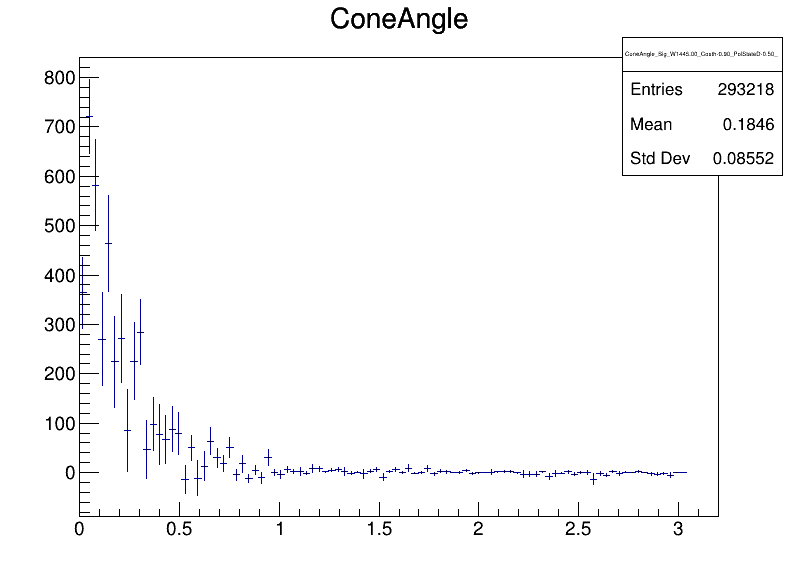 ConeAngle
ConeAngle_Sig_W1445.00_Costh-0.90_PolStateD-0.50_
Entries 293218
Mean 0.1846
Std Dev 0.08552
800
700
600
500
400
300
200
100
0
0 0.5 1 1.5 2 2.5 3